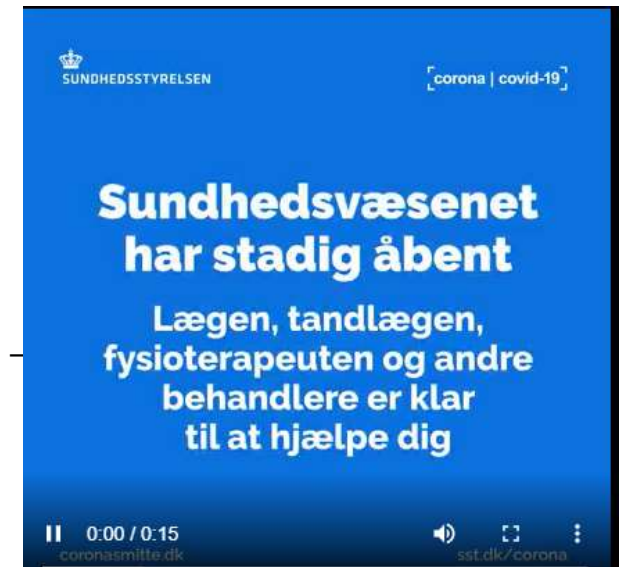 SUNDHEDSSTYRELSEN
[corona | covid-19]
Sundhedsvæsenet
har stadig åbent
Lægen, tandlægen,
fysioterapeuten og andre
behandlere er klar
til at hjælpe dig
0:00 / 0:15
coronasmitte.dk
sst.dk/corona